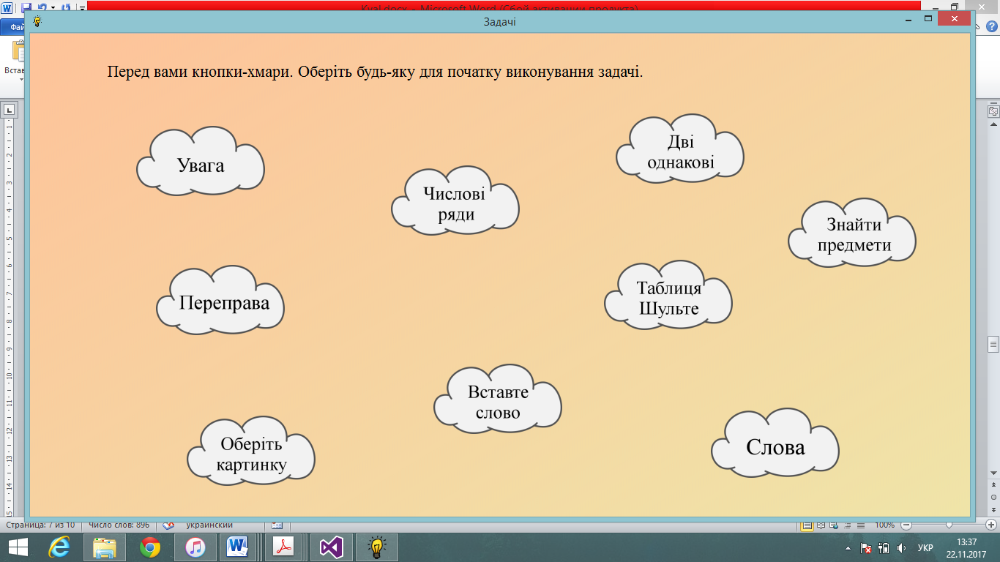 Kval.docx - Microsoft Word (Сбой активации продукта)
Задачі
Фай
Встав
Перед вами кнопки-хмари. Оберіть будь-яку для початку виконування задачі.
Увага
Дві
однакові
Числові
ряди
Знайти
предмети
Переправа
Таблиця
Шульте
Вставте
слово
Оберіть
картинку
Слова
Страница: 7 из 10
Число слов: 896
украинский
100%
УКР
13:37
22.11.2017